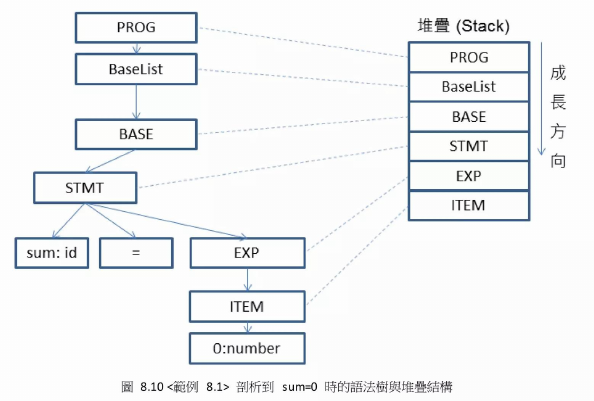 PROG
BaseList
BASE
STMT
sum: id
=
EXP
ITEM
0:number
堆疊 (Stack)
PROG
BaseList
BASE
STMT
EXP
ITEM
成長方向
圖 8.10 <範例 8.1> 剖析到 sum=0 時的語法樹與堆疊結構